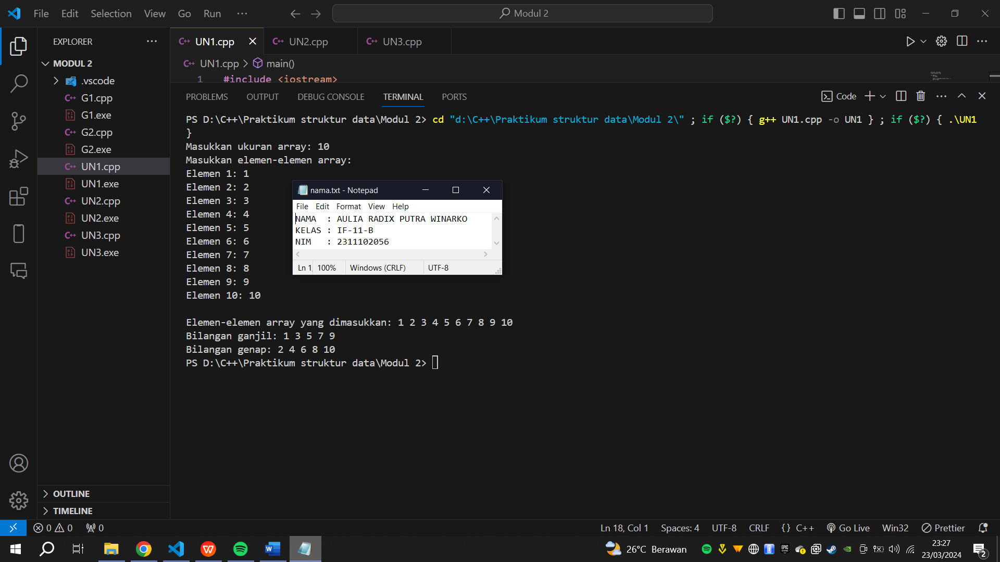 File Edit Selection View Go Run ···
Modul 2
EXPLORER
UN1.cpp
UN2.cpp
UN3.cpp
MODUL 2
.vscode
G1.cpp
G1.exe
G2.cpp
G2.exe
UN1.cpp
UN1.exe
UN2.cpp
UN2.exe
UN3.cpp
UN3.exe
OUTLINE
TIMELINE
UN1.cpp > main()
1 #include <iostream>
PROBLEMS OUTPUT DEBUG CONSOLE TERMINAL PORTS
Code
PS D:\C++\Praktikum struktur data\Modul 2> cd "d:\C++\Praktikum struktur data\Modul 2\" ; if ($?) { g++ UN1.cpp -o UN1 } ; if ($?) { .\UN1
}
Masukkan ukuran array: 10
Masukkan elemen-elemen array:
Elemen 1: 1
Elemen 2: 2
Elemen 3: 3
Elemen 4: 4
Elemen 5: 5
Elemen 6: 6
Elemen 7: 7
Elemen 8: 8
Elemen 9: 9
Elemen 10: 10
Elemen-elemen array yang dimasukkan: 1 2 3 4 5 6 7 8 9 10
Bilangan ganjil: 1 3 5 7 9
Bilangan genap: 2 4 6 8 10
PS D:\C++\Praktikum struktur data\Modul 2>
nama.txt - Notepad
File Edit Format View Help
NAMA : AULIA RADIX PUTRA WINARKO
KELAS : IF-11-B
NIM : 2311102056
Ln 1, 100% Windows (CRLF) UTF-8
0 0 0
Ln 18, Col 1 Spaces: 4 UTF-8 CRLF {} C++ Go Live Win32 Prettier
26°C Berawan
23:27
23/03/2024
2